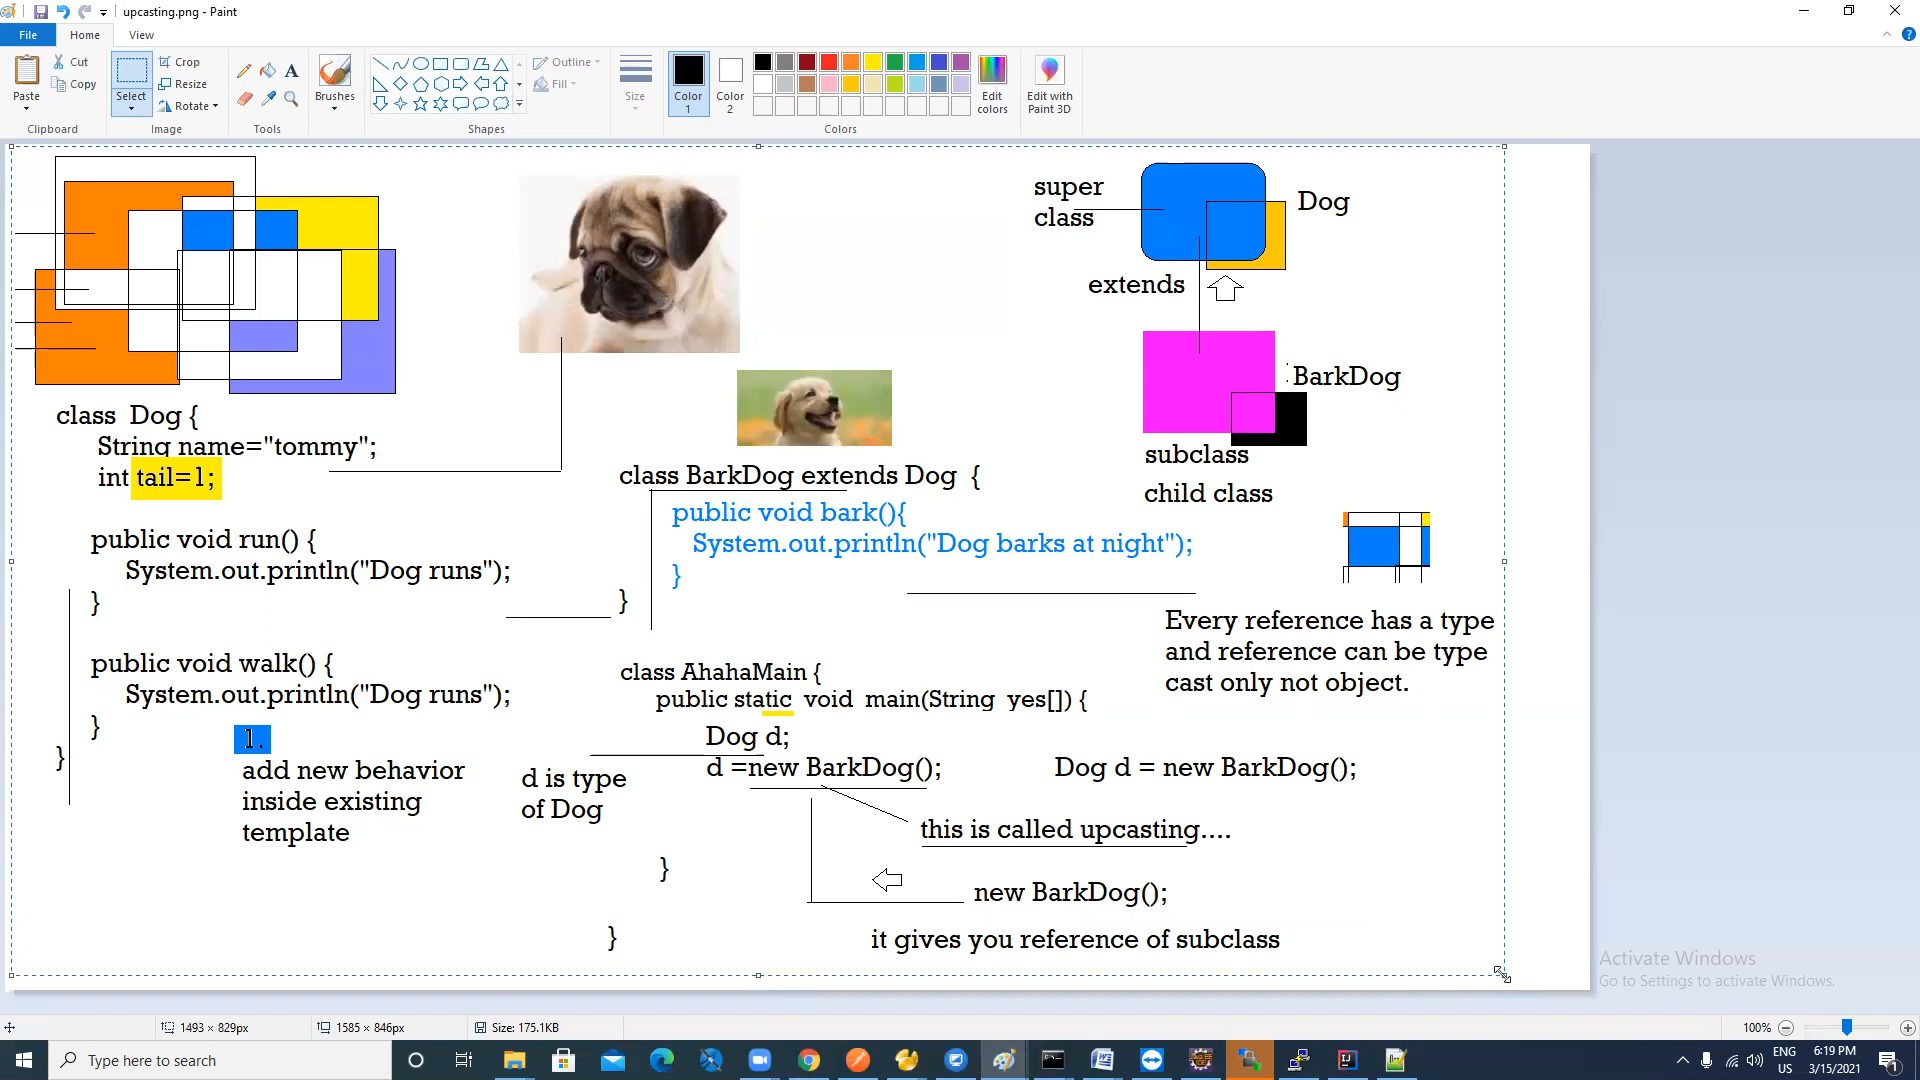 upcasting.png - Paint
File
Home
View
Paste
Cut
Copy
Clipboard
Select
Crop
Resize
Rotate
Image
Tools
Brushes
Shapes
Outline
Fill
Size
Color
1
Color
2
Edit
colors
Colors
Edit with
Paint 3D
class Dog {
String name="tommy";
int tail=1;
public void run() {
System.out.println("Dog runs");
}
public void walk() {
System.out.println("Dog runs");
}
}
1.
add new behavior
inside existing
template
class BarkDog extends Dog {
public void bark(){
System.out.println("Dog barks at night");
}
}
class AhahaMain {
public static void main(String yes[]) {
Dog d;
d =new BarkDog();
Dog d = new BarkDog();
d is type
of Dog
this is called upcasting....
}
new BarkDog();
}
it gives you reference of subclass
super
class
Dog
extends
BarkDog
subclass
child class
Every reference has a type
and reference can be type
cast only not object.
Activate Windows
Go to Settings to activate Windows.
1493 × 829px
1585 × 846px
Size: 175.1KB
100%
Type here to search
ENG
US
6:19 PM
3/15/2021
1